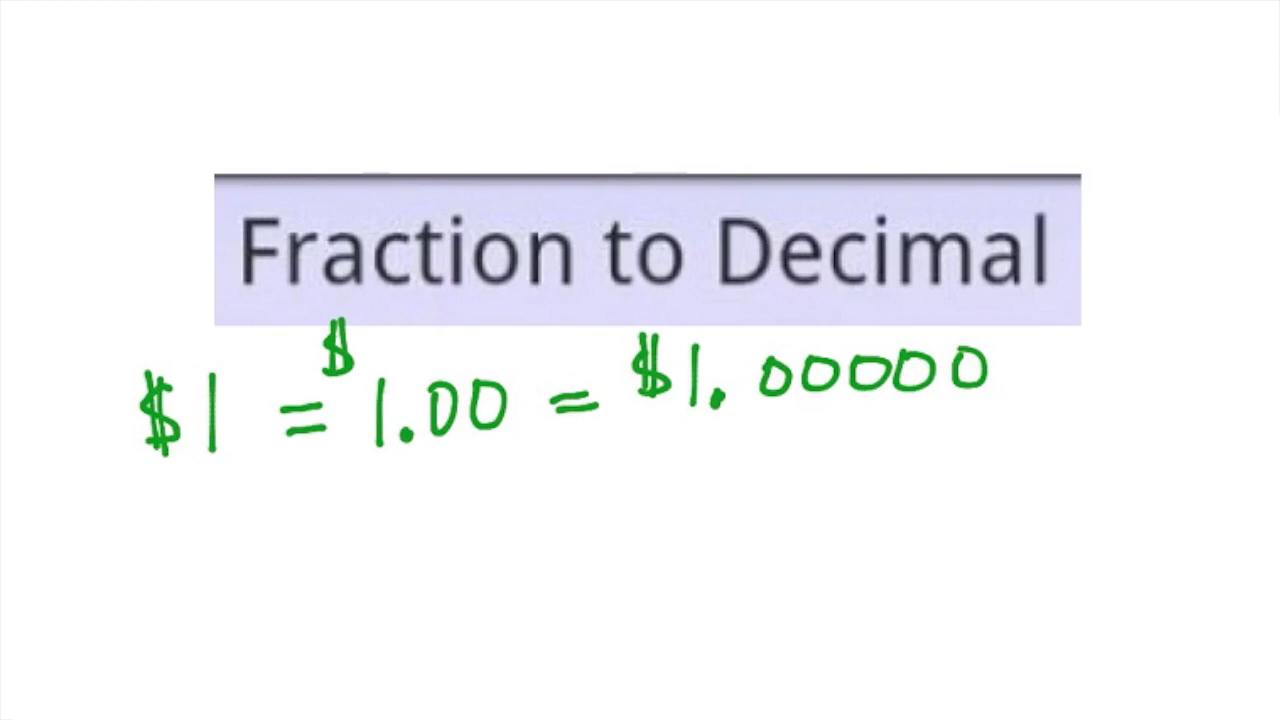 Fraction to Decimal
$1 = $1.00 = $1.00000